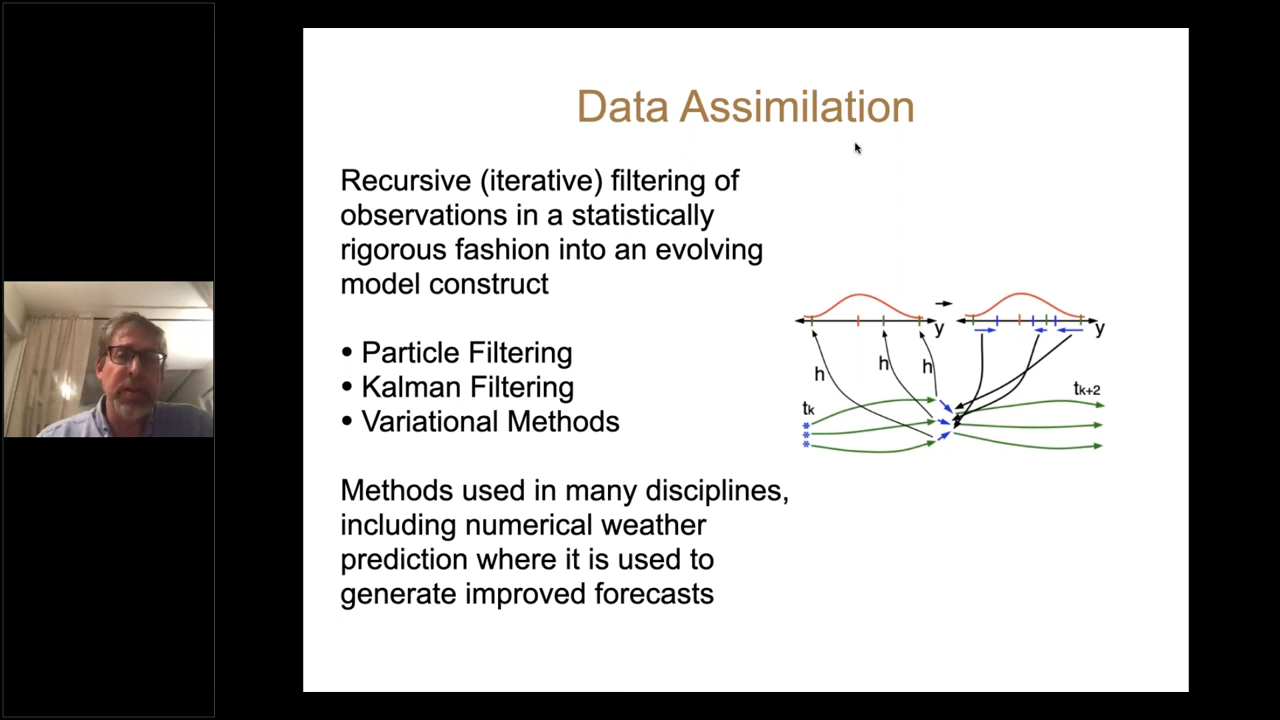 Data Assimilation
Recursive (iterative) filtering of
observations in a statistically
rigorous fashion into an evolving
model construct
• Particle Filtering
• Kalman Filtering
• Variational Methods
Methods used in many disciplines,
including numerical weather
prediction where it is used to
generate improved forecasts
y
y
h
h
h
tk
tk+2